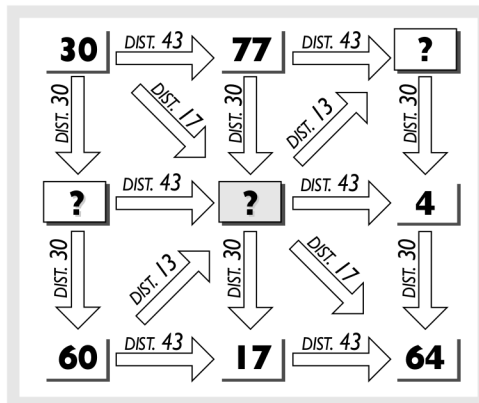 30 DIST. 43 77 DIST. 43 ?
DIST. 30 DIST. 17 DIST. 30 DIST. 13 DIST. 30
? DIST. 43 ? DIST. 43 4
DIST. 30 DIST. 13 DIST. 30 DIST. 17 DIST. 30
60 DIST. 43 17 DIST. 43 64